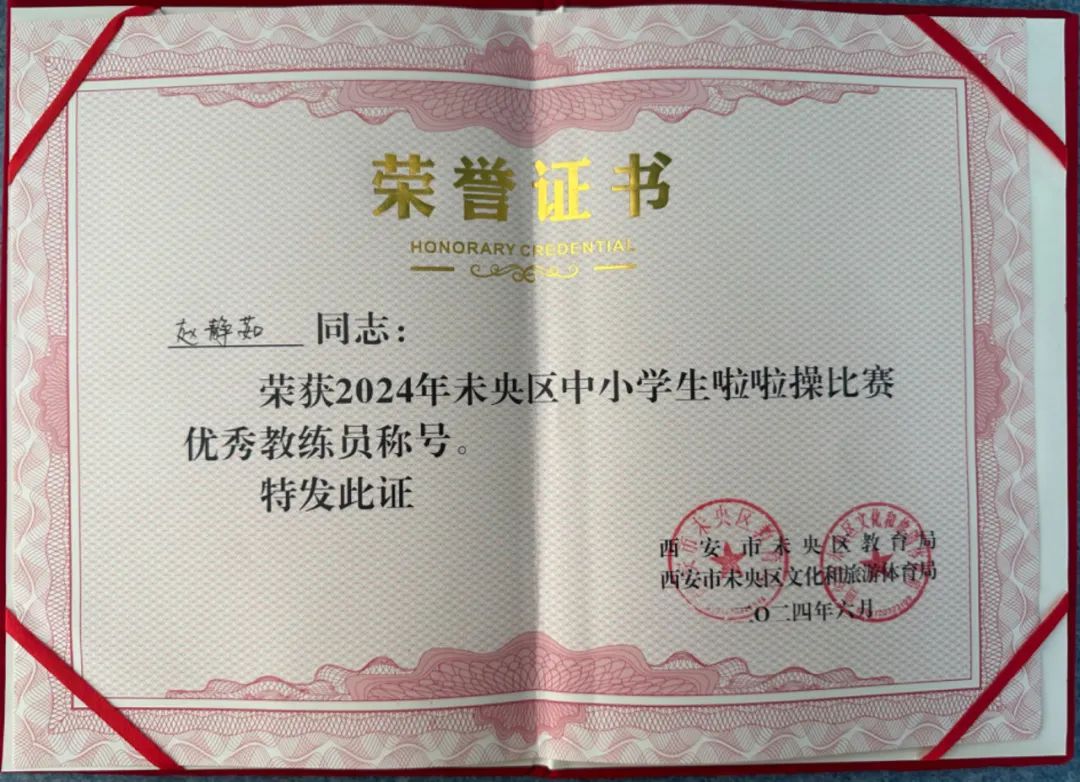 荣誉证书
HONORARY CREDENTIAL
赵静茹 同志：
荣获2024年未央区中小学生啦啦操比赛
优秀教练员称号。
特发此证
西安市未央区教育局
西安市未央区文化和旅游体育局
二〇二四年六月